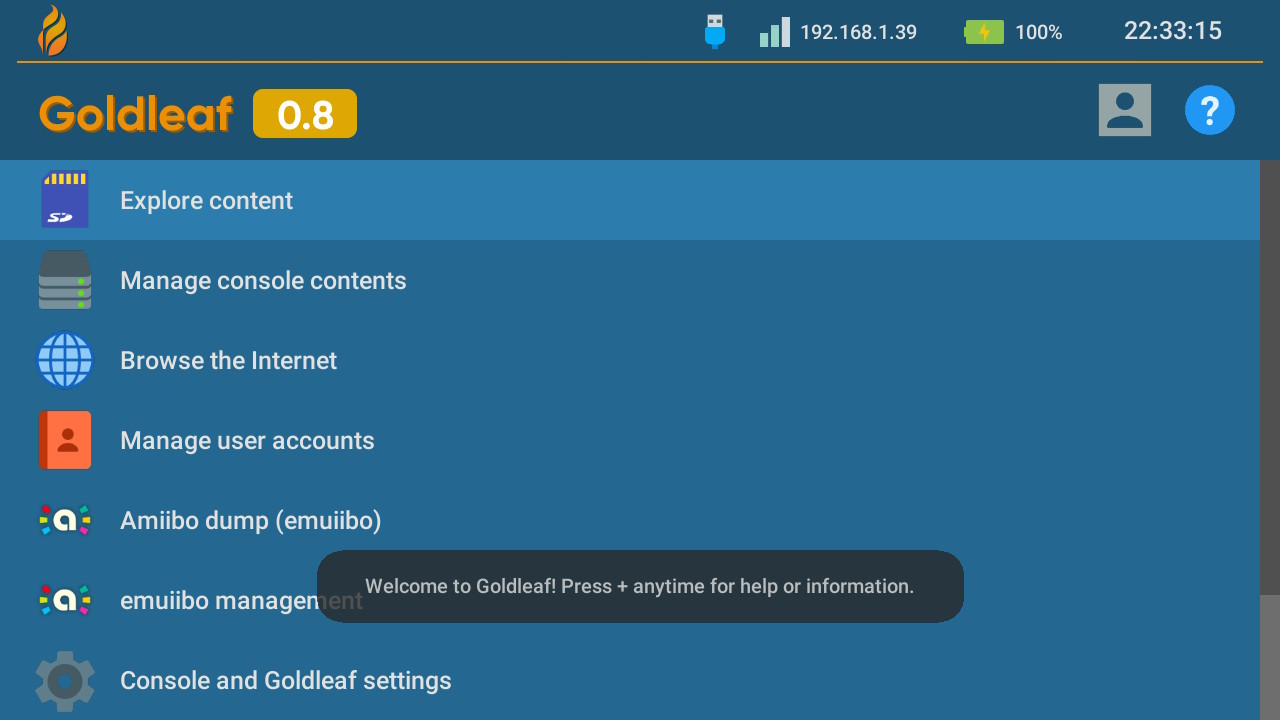 192.168.1.39
100%
22:33:15
Goldleaf 0.8
?
SD
Explore content
Manage console contents
Browse the Internet
Manage user accounts
a Amiibo dump (emuiibo)
Welcome to Goldleaf! Press + anytime for help or information.
a emuiibo management
Console and Goldleaf settings